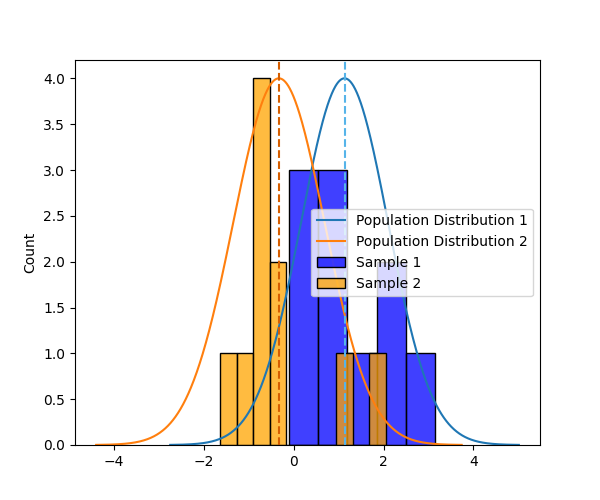 4.0
3.5
3.0
2.5
2.0
1.5
1.0
0.5
0.0
Count
Population Distribution 1
Population Distribution 2
Sample 1
Sample 2
−4 −2 0 2 4